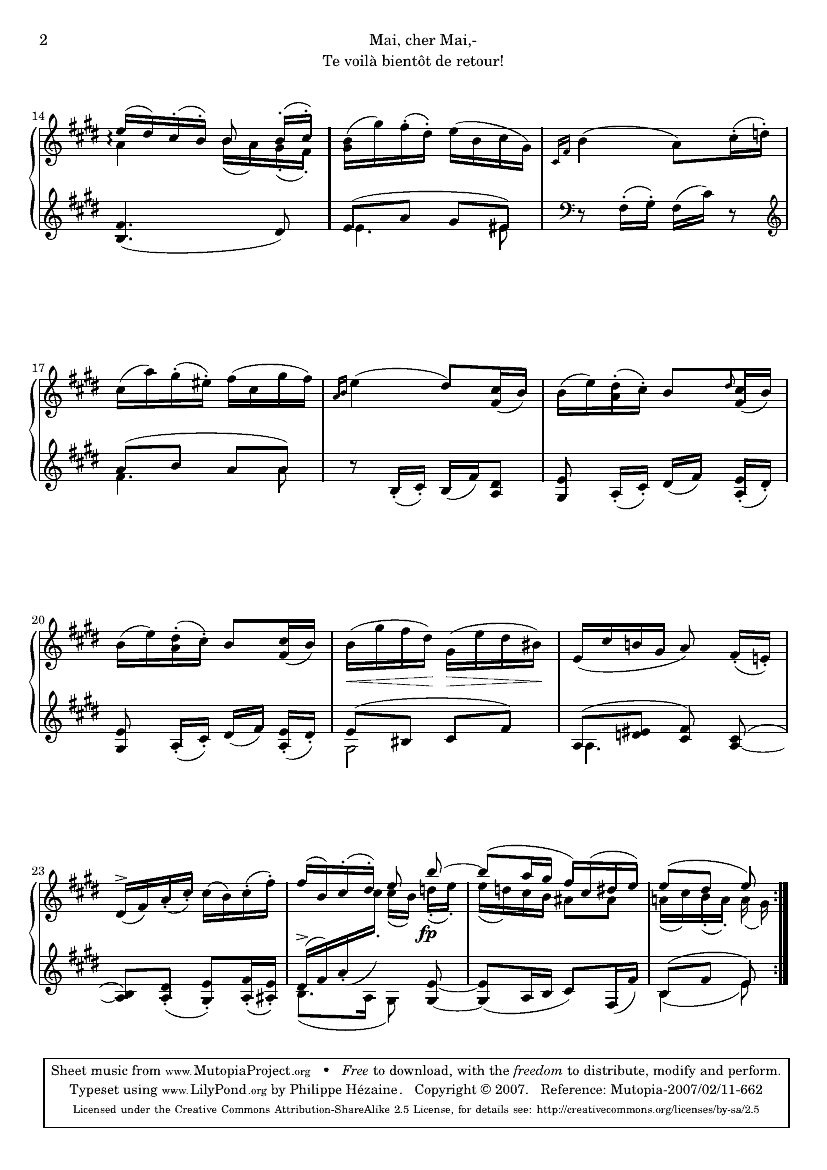 2
Mai, cher Mai,-
Te voilà bientôt de retour!
14
17
20
23
fp
Sheet music from www.MutopiaProject.org • Free to download, with the freedom to distribute, modify and perform.
Typeset using www.LilyPond.org by Philippe Hézaine. Copyright © 2007. Reference: Mutopia-2007/02/11-662
Licensed under the Creative Commons Attribution-ShareAlike 2.5 License, for details see: http://creativecommons.org/licenses/by-sa/2.5